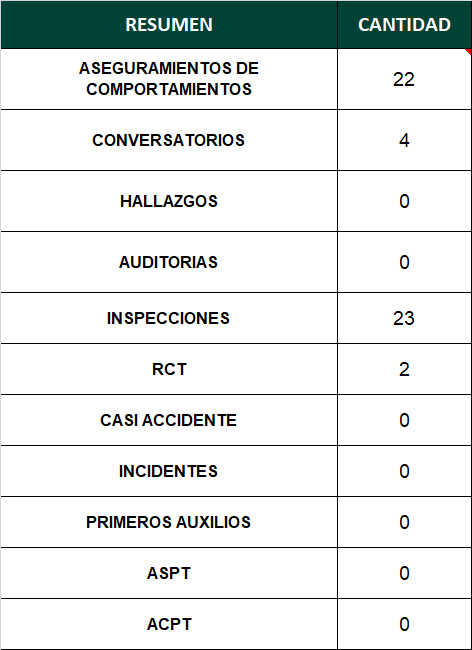 RESUMEN CANTIDAD
ASEGURAMIENTOS DE
COMPORTAMIENTOS 22
CONVERSATORIOS 4
HALLAZGOS 0
AUDITORIAS 0
INSPECCIONES 23
RCT 2
CASI ACCIDENTE 0
INCIDENTES 0
PRIMEROS AUXILIOS 0
ASPT 0
ACPT 0